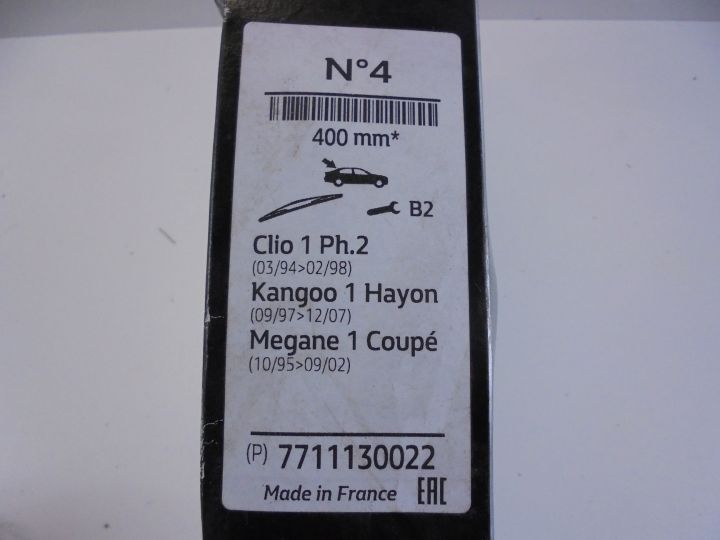 N°4
400 mm*
B2
Clio 1 Ph.2
(03/94>02/98)
Kangoo 1 Hayon
(09/97>12/07)
Megane 1 Coupé
(10/95>09/02)
(P) 7711130022
Made in France EAC